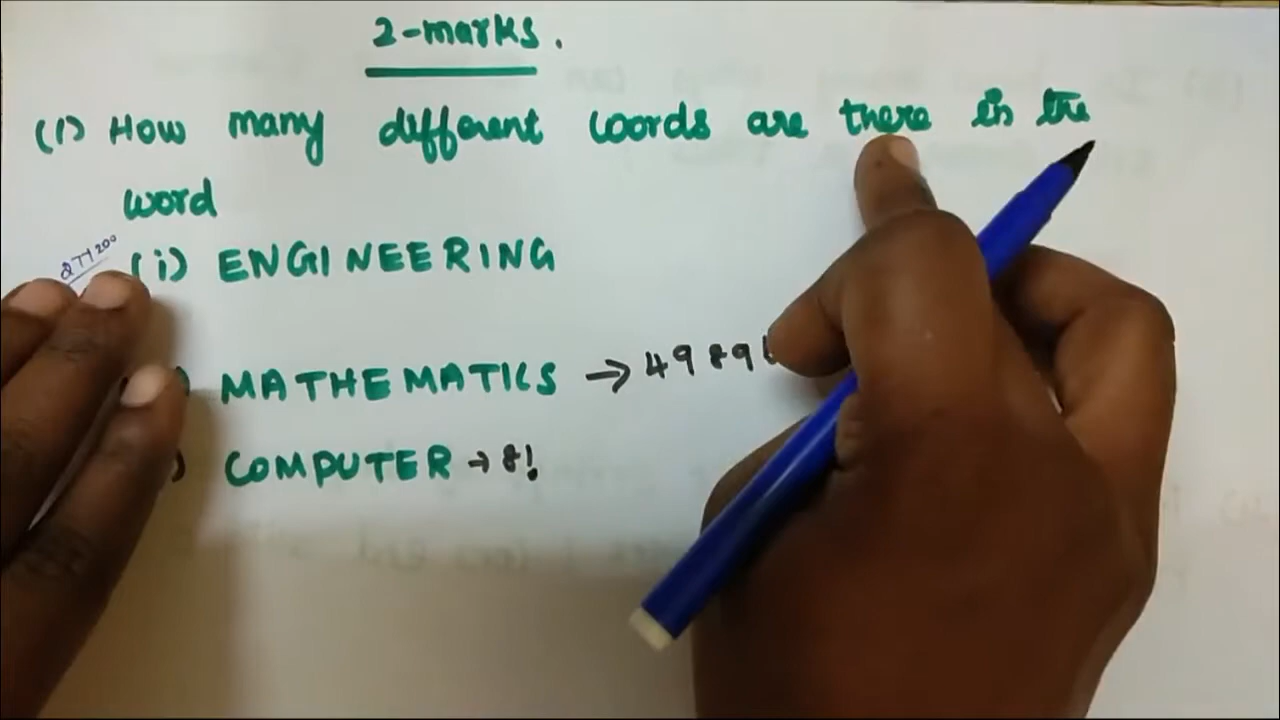 2-marks.
(1) How many different words are there in the
word
277200
(i) ENGINEERING
) MATHEMATICS → 4989
) COMPUTER → 8!